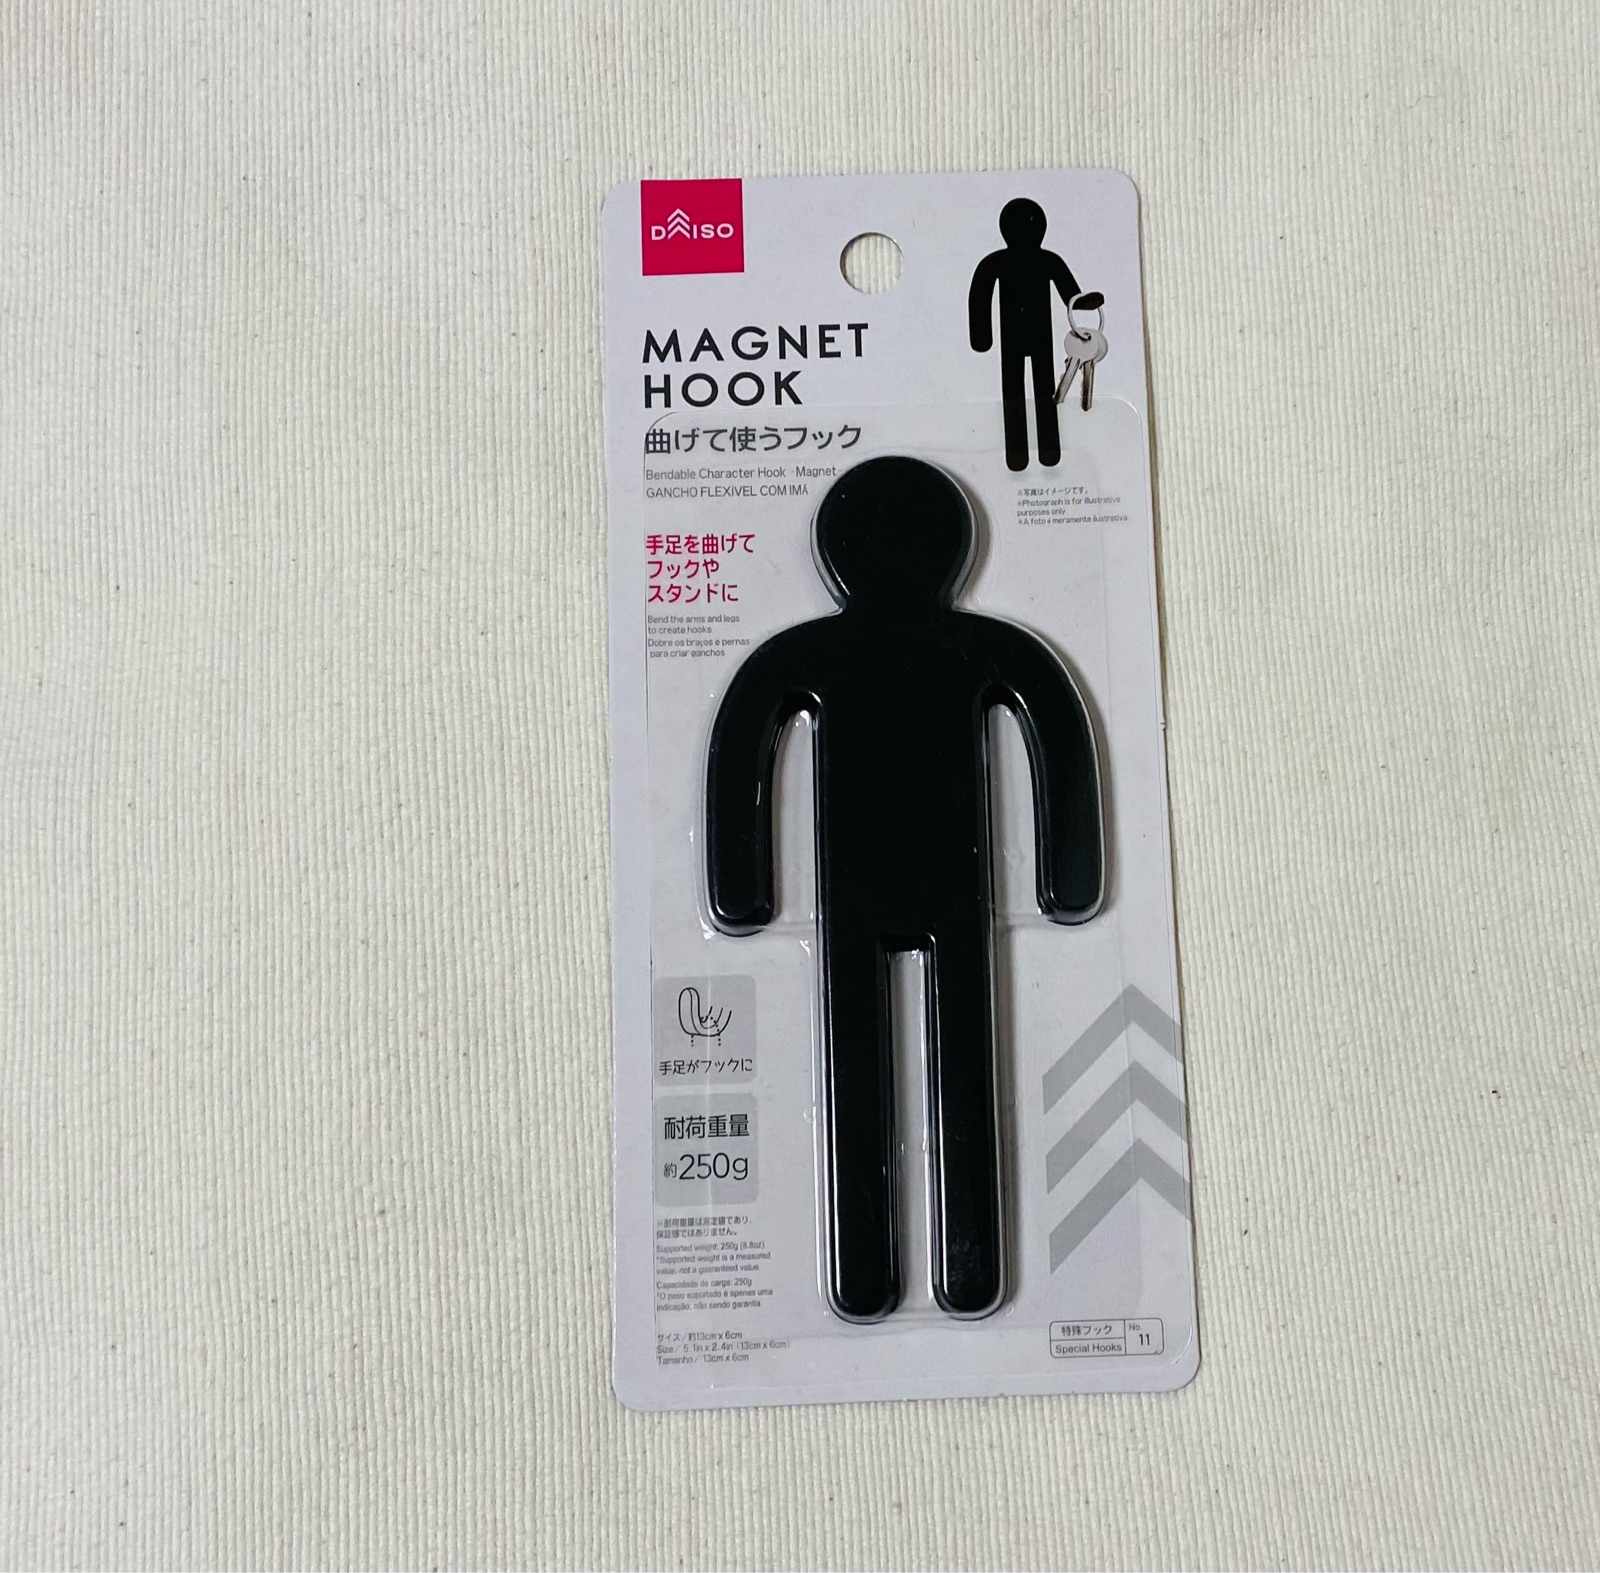 DAISO
MAGNET
HOOK
曲げて使うフック
Bendable Character Hook -Magnet-
GANCHO FLEXÍVEL COM ÍMÃ
※写真はイメージです。
*Photograph is for illustrative
purposes only.
*A foto é meramente ilustrativa.
手足を曲げて
フックや
スタンドに
Bend the arms and legs
to create hooks
Dobre os braços e pernas
para criar ganchos
手足がフックに
耐荷重量
約250g
※耐荷重量は測定値であり、
保証値ではありません。
Supported weight: 250g (8.8oz)
*Supported weight is a measured
value, not a guaranteed value.
Capacidade de carga: 250g
*O peso suportado é apenas uma
indicação, não sendo garantia.
サイズ/約13cm x 6cm
Size/ 5.1in x 2.4in (13cm x 6cm)
Tamanho/ 13cm x 6cm
特殊フック
Special Hooks
No.
11